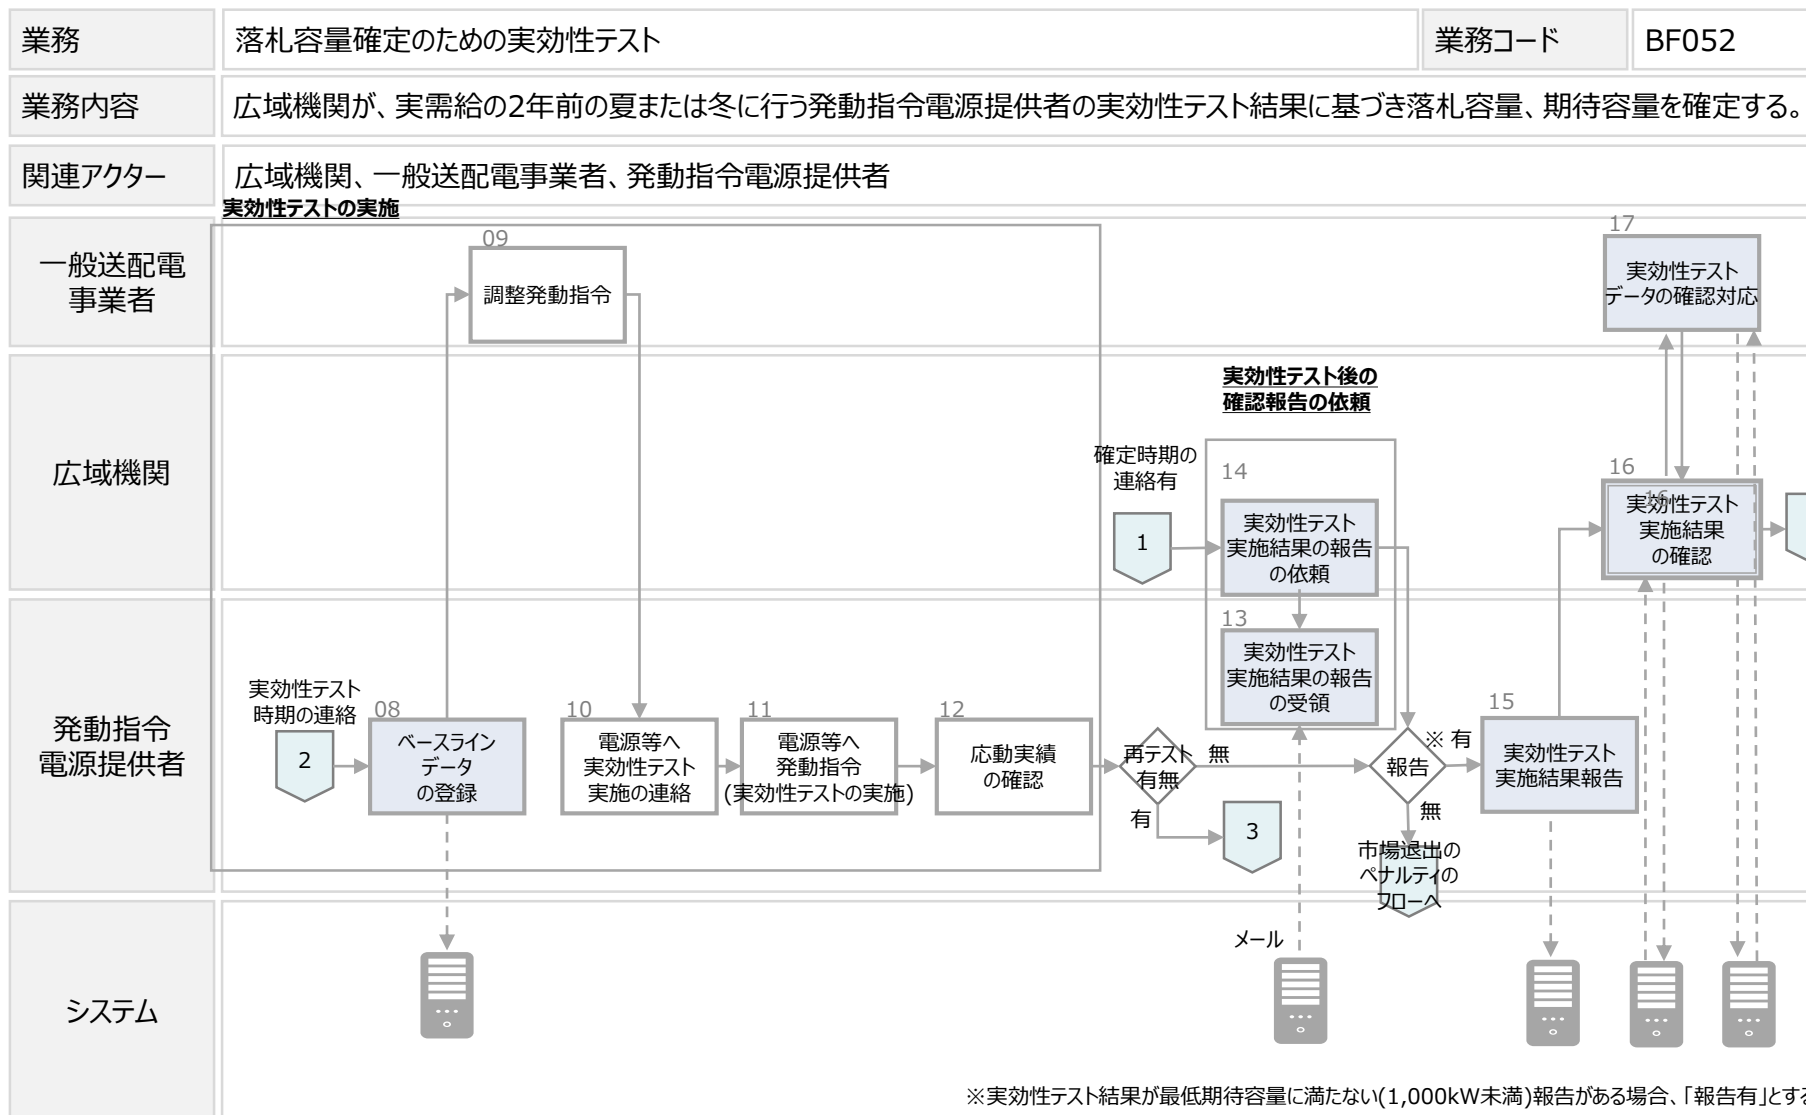 業務
落札容量確定のための実効性テスト
業務コード
BF052
業務内容
広域機関が、実需給の2年前の夏または冬に行う発動指令電源提供者の実効性テスト結果に基づき落札容量、期待容量を確定する。
関連アクター
広域機関、一般送配電事業者、発動指令電源提供者
実効性テストの実施
一般送配電
事業者
09
調整発動指令
17
実効性テスト
データの確認対応
広域機関
実効性テスト後の
確認報告の依頼
確定時期の
連絡有
1
14
実効性テスト
実施結果の報告
の依頼
16
16
実効性テスト
実施結果
の確認
発動指令
電源提供者
実効性テスト
時期の連絡
2
08
ベースライン
データ
の登録
10
電源等へ
実効性テスト
実施の連絡
11
電源等へ
発動指令
(実効性テストの実施)
12
応動実績
の確認
再テスト
有無
無
有
3
13
実効性テスト
実施結果の報告
の受領
報告
※ 有
無
市場退出の
ペナルティの
フローへ
15
実効性テスト
実施結果報告
システム
メール
※実効性テスト結果が最低期待容量に満たない(1,000kW未満)報告がある場合、「報告有」とす